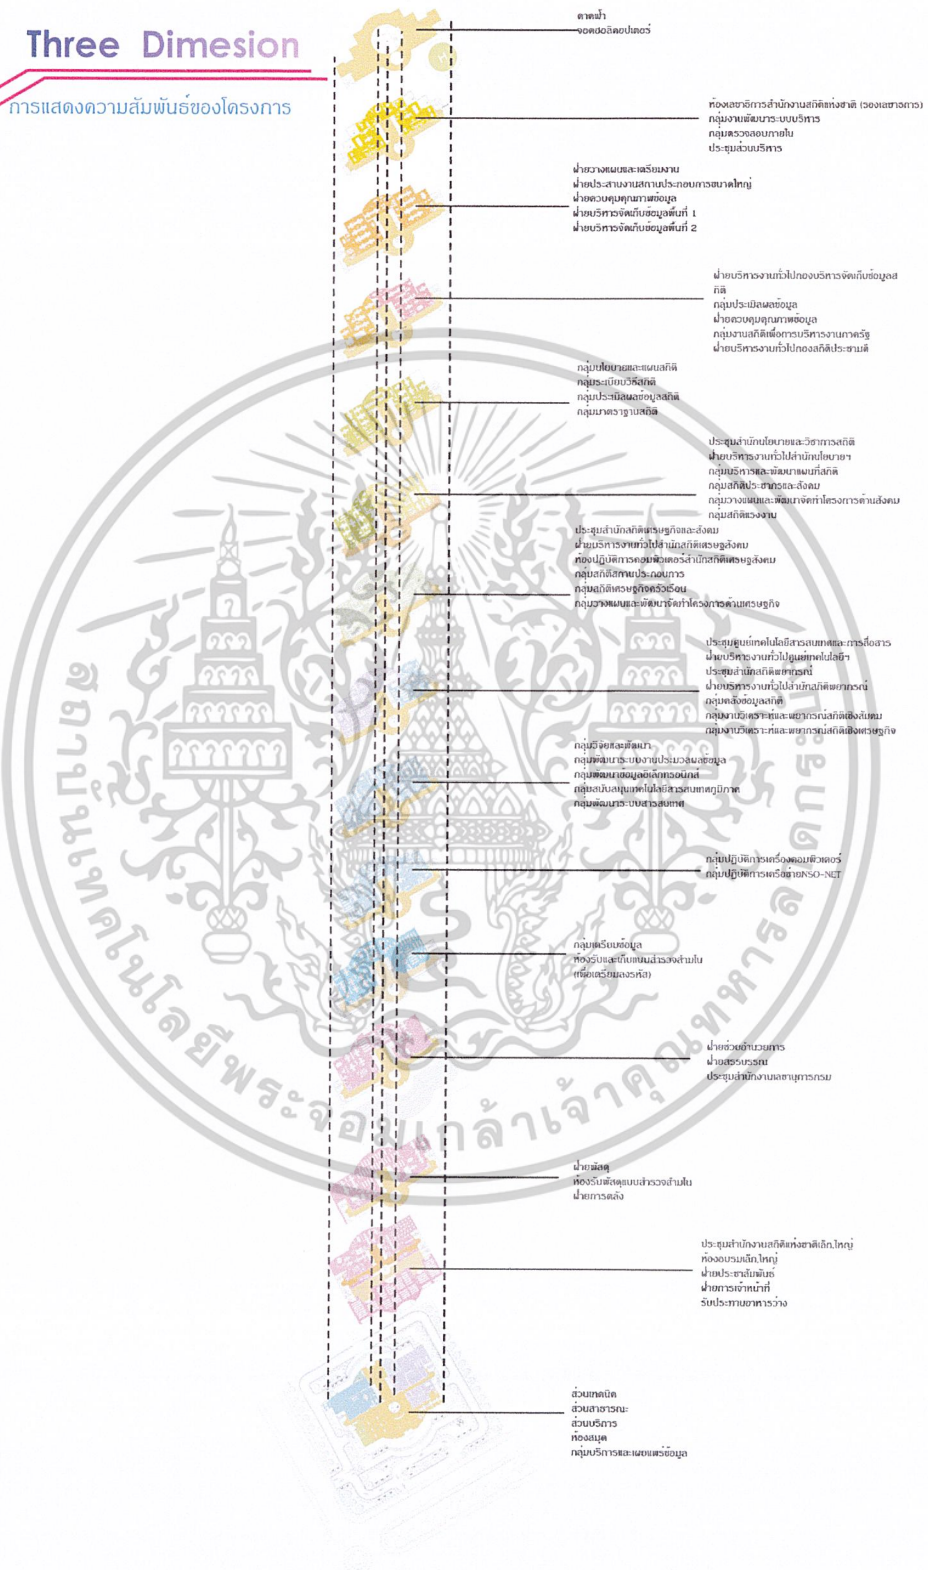 Three Dimesion
การแสดงความสัมพันธ์ของโครงการ
ดาดฟ้า
จอดเฮลิคอปเตอร์
ห้องเลขาธิการสำนักงานสถิติแห่งชาติ (รองเลขาธการ)
กลุ่มงานพัฒนาระบบบริหาร
กลุ่มตรวจสอบภายใน
ประชุมส่วนบริหาร
ฝ่ายวางแผนและเตรียมงาน
ฝ่ายประสานงานสถานประกอบการขนาดใหญ่
ฝ่ายควบคุมคุณภาพข้อมูล
ฝ่ายบริหารจัดเก็บข้อมูลพื้นที่ 1
ฝ่ายบริหารจัดเก็บข้อมูลพื้นที่ 2
ฝ่ายบริหารงานทั่วไปกองบริหารจัดเก็บข้อมูลส
ถิติ
กลุ่มประเมิลผลข้อมูล
ฝ่ายควบคุมคุณภาพข้อมูล
กลุ่มงานสถิติเพื่อการบริหารงานภาครัฐ
ฝ่ายบริหารงานทั่วไปกองสถิติประชามติ
กลุ่มนโยบายและแผนสถิติ
กลุ่มระเบียบวิธีสถิติ
กลุ่มประเมิลผลข้อมูลสถิติ
กลุ่มมาตราฐานสถิติ
ประชุมสำนักนโยบายและวิชาการสถิติ
ฝ่ายบริหารงานทั่วไปสำนักนโยบายฯ
กลุ่มบริหารและพัฒนาแผนที่สถิติ
กลุ่มสถิติประชากรและสังคม
กลุ่มวางแผนและพัฒนาจัดทำโครงการด้านสังคม
กลุ่มสถิติแรงงาน
ประชุมสำนักสถิติเศรษฐกิจและสังคม
ฝ่ายบริหารงานทั่วไปสำนักสถิติเศรษฐสังคม
ห้องปฏิบัติการคอมพิวเตอร์สำนักสถิติเศรษฐสังคม
กลุ่มสถิติสถานประกอบการ
กลุ่มสถิติเศรษฐกิจครัวเรือน
กลุ่มวางแผนและพัฒนาจัดทำโครงการด้านเศรษฐกิจ
ประชุมศูนย์เทคโนโลยีสารสนเทศและการสื่อสาร
ฝ่ายบริหารงานทั่วไปศูนย์เทคโนโลยีฯ
ประชุมสำนักสถิติพยากรณ์
ฝ่ายบริหารงานทั่วไปสำนักสถิติพยากรณ์
กลุ่มคลังข้อมูลสถิติ
กลุ่มงานวิเคราะห์และพยากรณ์สถิติเชิงสังคม
กลุ่มงานวิเคราะห์และพยากรณ์สถิติเชิงเศรษฐกิจ
กลุ่มวิจัยและพัฒนา
กลุ่มพัฒนาระบบงานประมวลผลข้อมูล
กลุ่มพัฒนาข้อมูลอิเล็กทรอนิกส์
กลุ่มสนับสนุนเทคโนโลยีสารสนเทศภูมิภาค
กลุ่มพัฒนาระบบสารสนเทศ
กลุ่มปฏิบัติการเครื่องคอมพิวเตอร์
กลุ่มปฏิบัติการเครือข่ายNSO-NET
กลุ่มเตรียมข้อมูล
ห้องรับและเก็บแบบสำรวจสำมโน
(เพื่อเตรียมลงรหัส)
ฝ่ายช่วยอำนวยการ
ฝ่ายสารบรรณ
ประชุมสำนักงานเลขานุการกรม
ฝ่ายพัสดุ
ห้องรับพัสดุแบบสำรวจสำมโน
ฝ่ายการคลัง
ประชุมสำนักงานสถิติแห่งชาติเล็ก,ใหญ่
ห้องอบรมเล็ก,ใหญ่
ฝ่ายประชาสัมพันธ์
ฝ่ายการเจ้าหน้าที่
รับประทานอาหารว่าง
ส่วนเทคนิค
ส่วนสาธารณะ
ส่วนบริการ
ห้องสมุด
กลุ่มบริการและเผยแพร่ข้อมูล
สถาบันเทคโนโลยีพระจอมเกล้าเจ้าคุณทหารลาดกระบัง